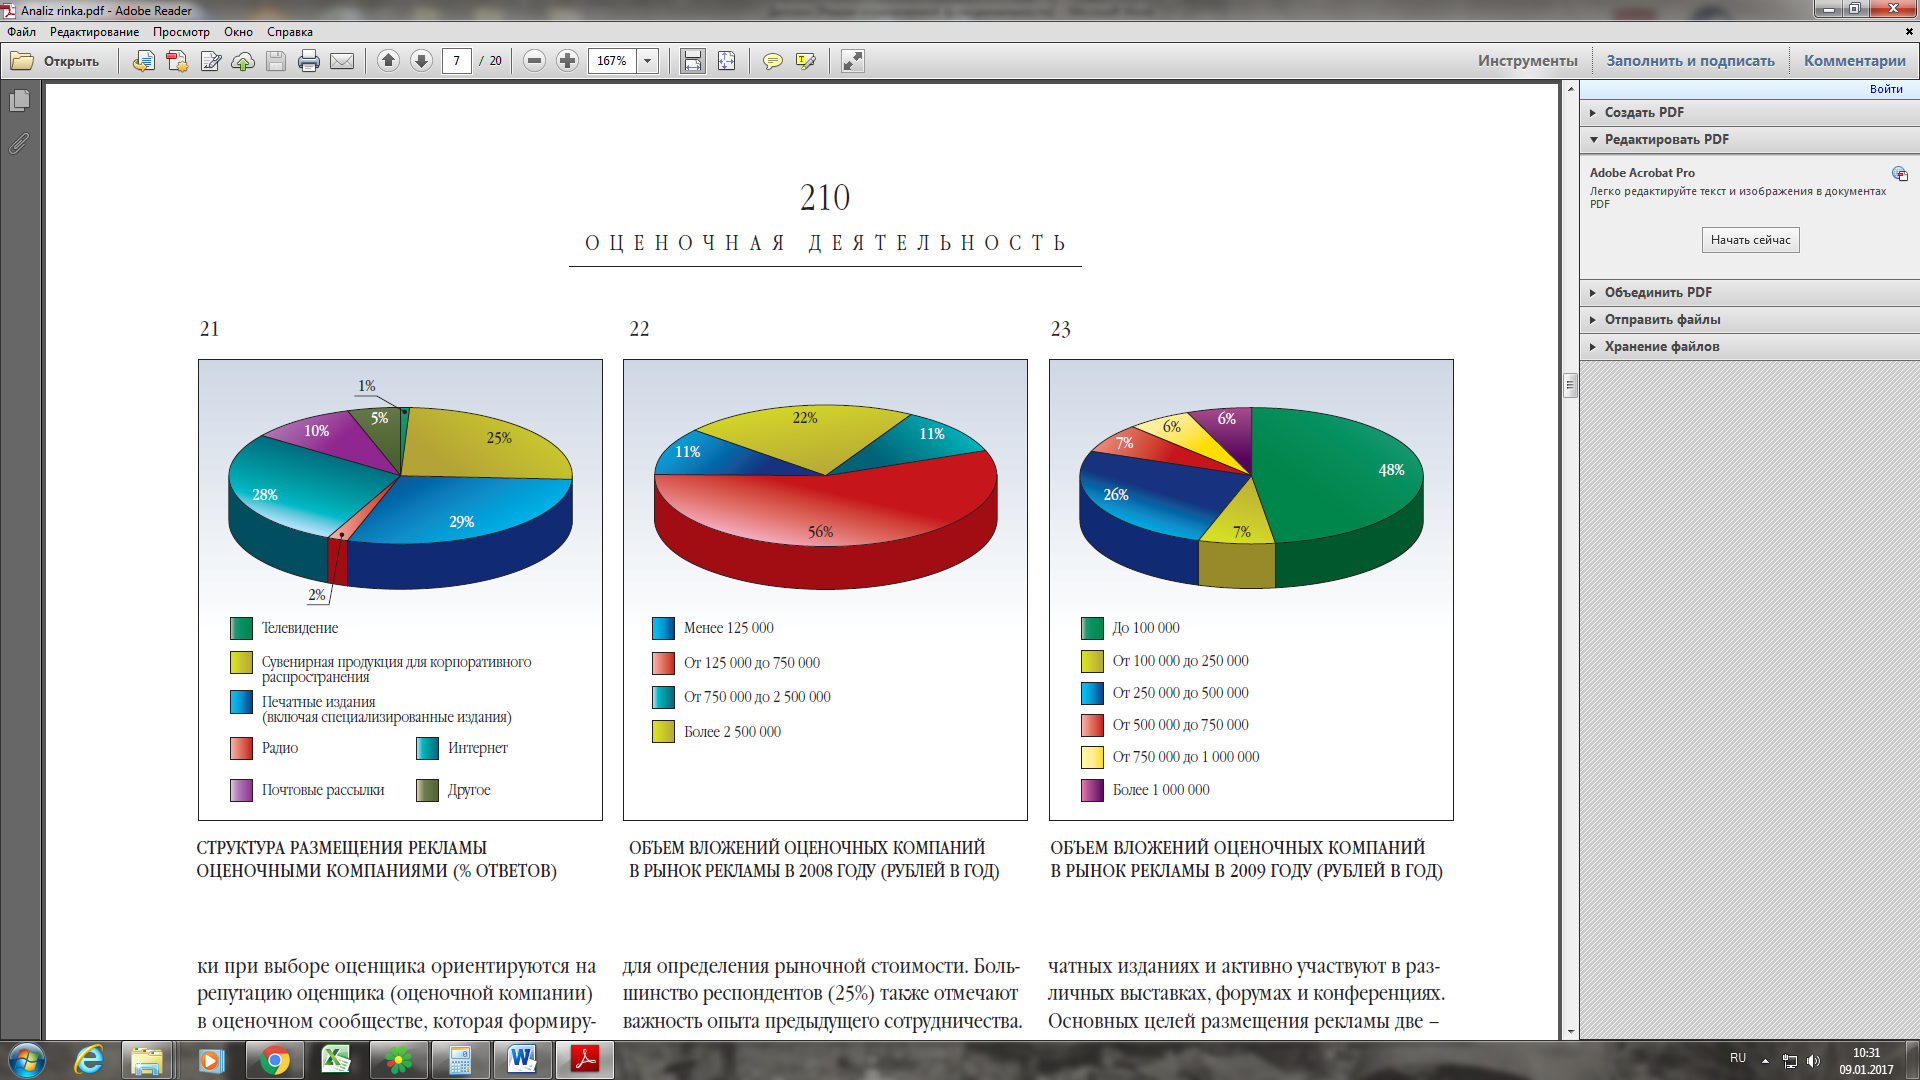 Analiz rinka.pdf - Adobe Reader
Файл Редактирование Просмотр Окно Справка
Открыть 7 / 20 167% Инструменты Заполнить и подписать Комментарии
Войти
Создать PDF
Редактировать PDF
Adobe Acrobat Pro
Легко редактируйте текст и изображения в документах
PDF
Начать сейчас
Объединить PDF
Отправить файлы
Хранение файлов
210
ОЦЕНОЧНАЯ ДЕЯТЕЛЬНОСТЬ
21
1%
5%
25%
10%
28%
29%
2%
Телевидение
Сувенирная продукция для корпоративного
распространения
Печатные издания
(включая специализированные издания)
Радио Интернет
Почтовые рассылки Другое
СТРУКТУРА РАЗМЕЩЕНИЯ РЕКЛАМЫ
ОЦЕНОЧНЫМИ КОМПАНИЯМИ (% ОТВЕТОВ)
22
22%
11%
11%
56%
Менее 125 000
От 125 000 до 750 000
От 750 000 до 2 500 000
Более 2 500 000
ОБЪЕМ ВЛОЖЕНИЙ ОЦЕНОЧНЫХ КОМПАНИЙ
В РЫНОК РЕКЛАМЫ В 2008 ГОДУ (РУБЛЕЙ В ГОД)
23
6%
6%
7%
48%
26%
7%
До 100 000
От 100 000 до 250 000
От 250 000 до 500 000
От 500 000 до 750 000
От 750 000 до 1 000 000
Более 1 000 000
ОБЪЕМ ВЛОЖЕНИЙ ОЦЕНОЧНЫХ КОМПАНИЙ
В РЫНОК РЕКЛАМЫ В 2009 ГОДУ (РУБЛЕЙ В ГОД)
ки при выборе оценщика ориентируются на
репутацию оценщика (оценочной компании)
в оценочном сообществе, которая формиру-
для определения рыночной стоимости. Боль-
шинство респондентов (25%) также отмечают
важность опыта предыдущего сотрудничества.
чатных изданиях и активно участвуют в раз-
личных выставках, форумах и конференциях.
Основных целей размещения рекламы две –
RU
10:31
09.01.2017